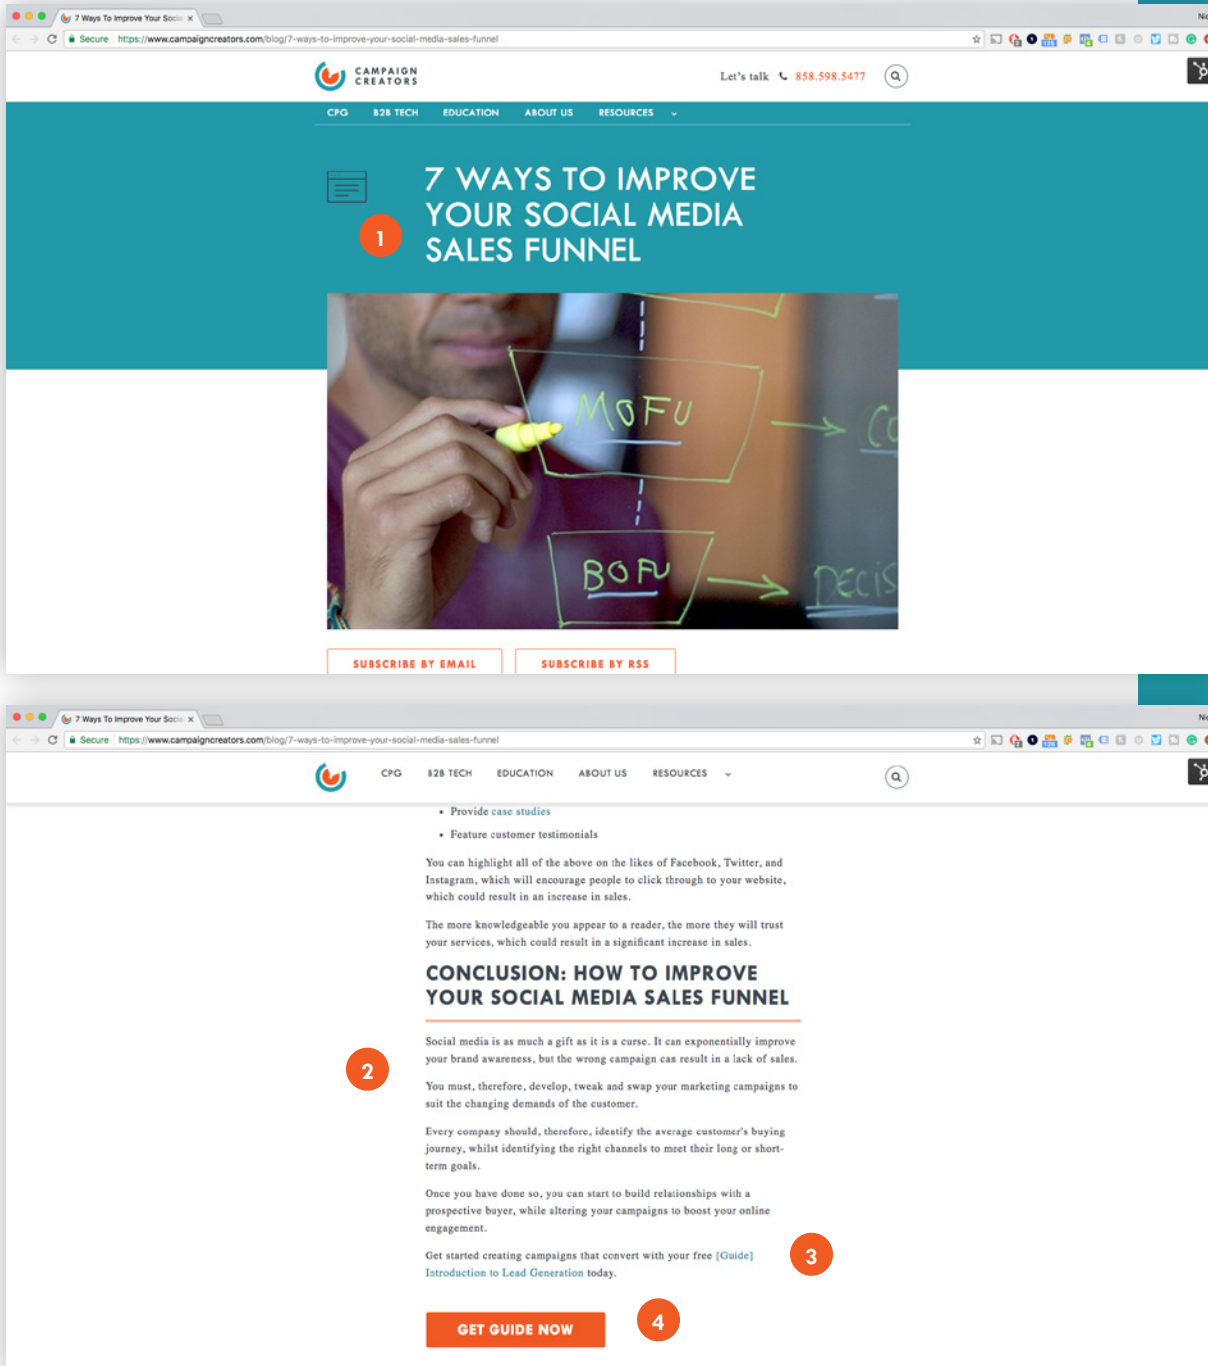 7 Ways To Improve Your Socia
Secure https://www.campaigncreators.com/blog/7-ways-to-improve-your-social-media-sales-funnel
CAMPAIGN
CREATORS
Let's talk 858.598.5477
CPG B2B TECH EDUCATION ABOUT US RESOURCES
7 WAYS TO IMPROVE
YOUR SOCIAL MEDIA
SALES FUNNEL
1
MOFU
BOFU
DECIS
SUBSCRIBE BY EMAIL SUBSCRIBE BY RSS
7 Ways To Improve Your Socia
Secure https://www.campaigncreators.com/blog/7-ways-to-improve-your-social-media-sales-funnel
CPG B2B TECH EDUCATION ABOUT US RESOURCES
• Provide case studies
• Feature customer testimonials
You can highlight all of the above on the likes of Facebook, Twitter, and
Instagram, which will encourage people to click through to your website,
which could result in an increase in sales.
The more knowledgeable you appear to a reader, the more they will trust
your services, which could result in a significant increase in sales.
CONCLUSION: HOW TO IMPROVE
YOUR SOCIAL MEDIA SALES FUNNEL
Social media is as much a gift as it is a curse. It can exponentially improve
your brand awareness, but the wrong campaign can result in a lack of sales.
2
You must, therefore, develop, tweak and swap your marketing campaigns to
suit the changing demands of the customer.
Every company should, therefore, identify the average customer's buying
journey, whilst identifying the right channels to meet their long or short-
term goals.
Once you have done so, you can start to build relationships with a
prospective buyer, while altering your campaigns to boost your online
engagement.
Get started creating campaigns that convert with your free [Guide]
Introduction to Lead Generation today.
3
GET GUIDE NOW
4